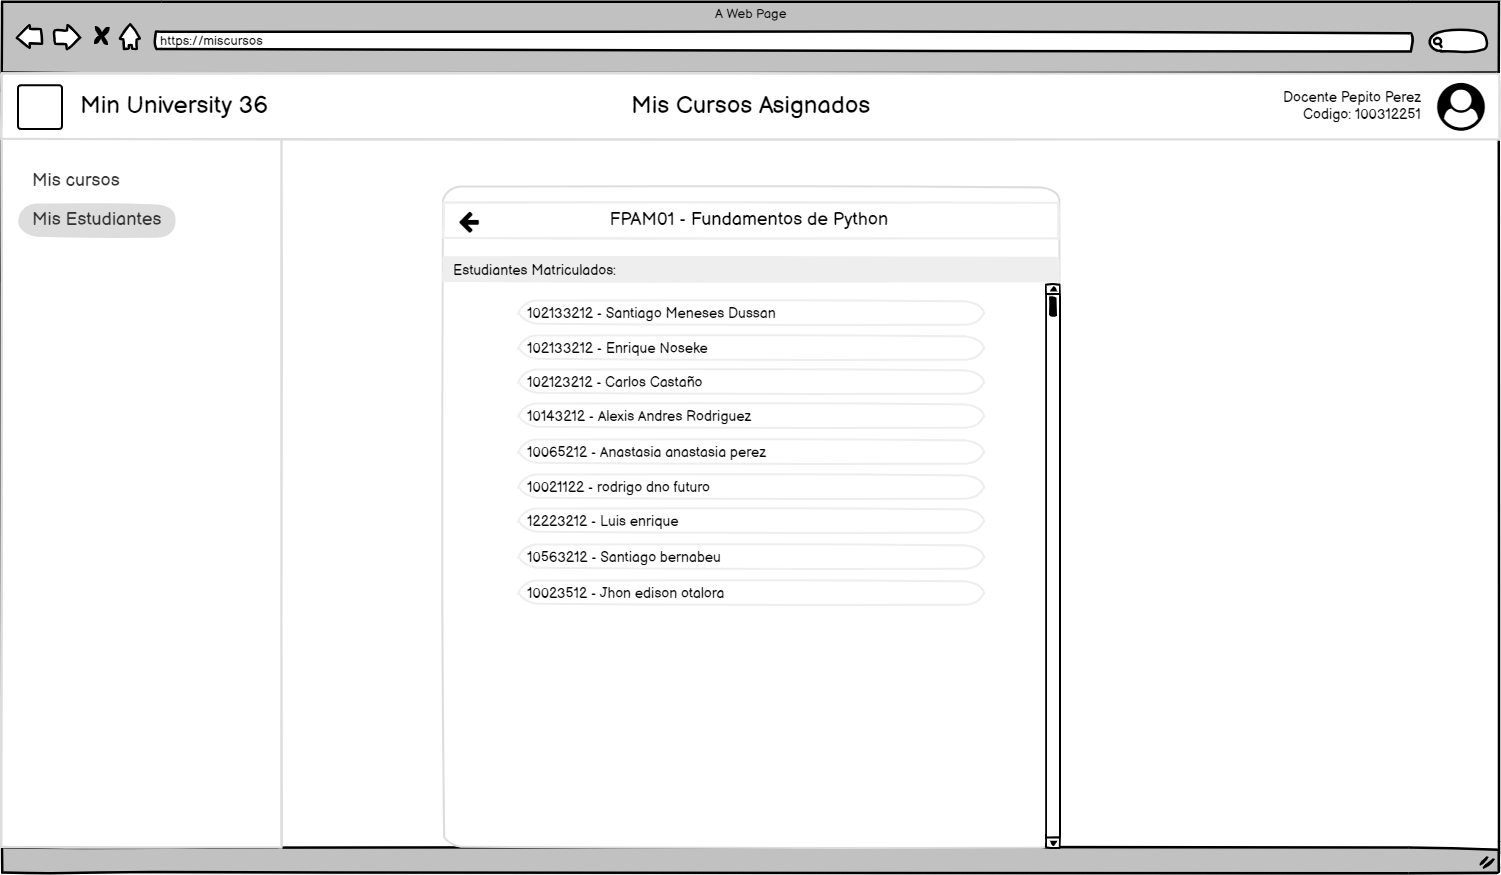 A Web Page
https://miscursos
Min University 36
Mis Cursos Asignados
Docente Pepito Perez
Codigo: 100312251
Mis cursos
Mis Estudiantes
FPAM01 - Fundamentos de Python
Estudiantes Matriculados:
102133212 - Santiago Meneses Dussan
102133212 - Enrique Noseke
102123212 - Carlos Castaño
10143212 - Alexis Andres Rodriguez
10065212 - Anastasia anastasia perez
10021122 - rodrigo dno futuro
12223212 - Luis enrique
10563212 - Santiago bernabeu
10023512 - Jhon edison otalora